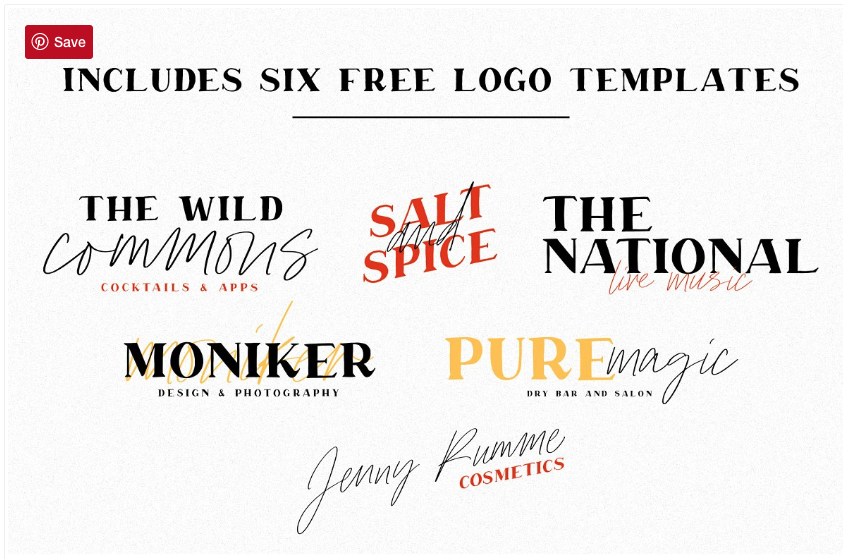 Save
INCLUDES SIX FREE LOGO TEMPLATES
THE WILD
commons
COCKTAILS & APPS
SALT
and
SPICE
THE
NATIONAL
live music
moniker
MONIKER
DESIGN & PHOTOGRAPHY
PURE magic
DRY BAR AND SALON
Jenny Rumme
COSMETICS